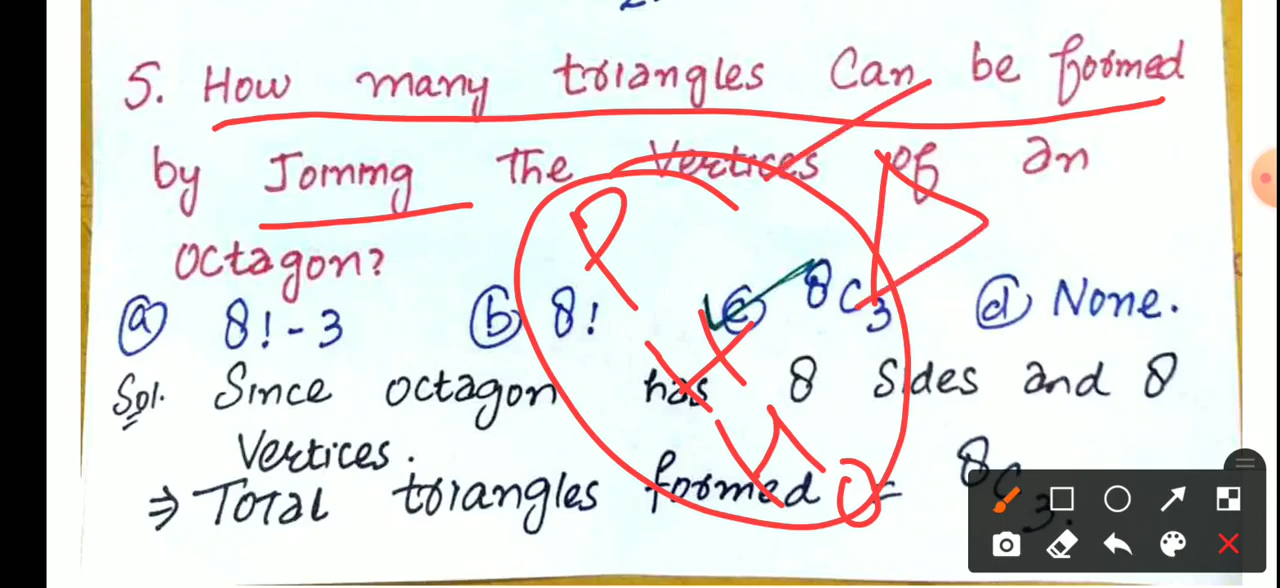 5. How many triangles Can be formed
by Joining the Vertices of an
octagon?
(a) 8! - 3 (b) 8! (c) 8C3 (d) None.
Sol. Since octagon has 8 sides and 8
Vertices.
⇒ Total triangles formed = 8C3.